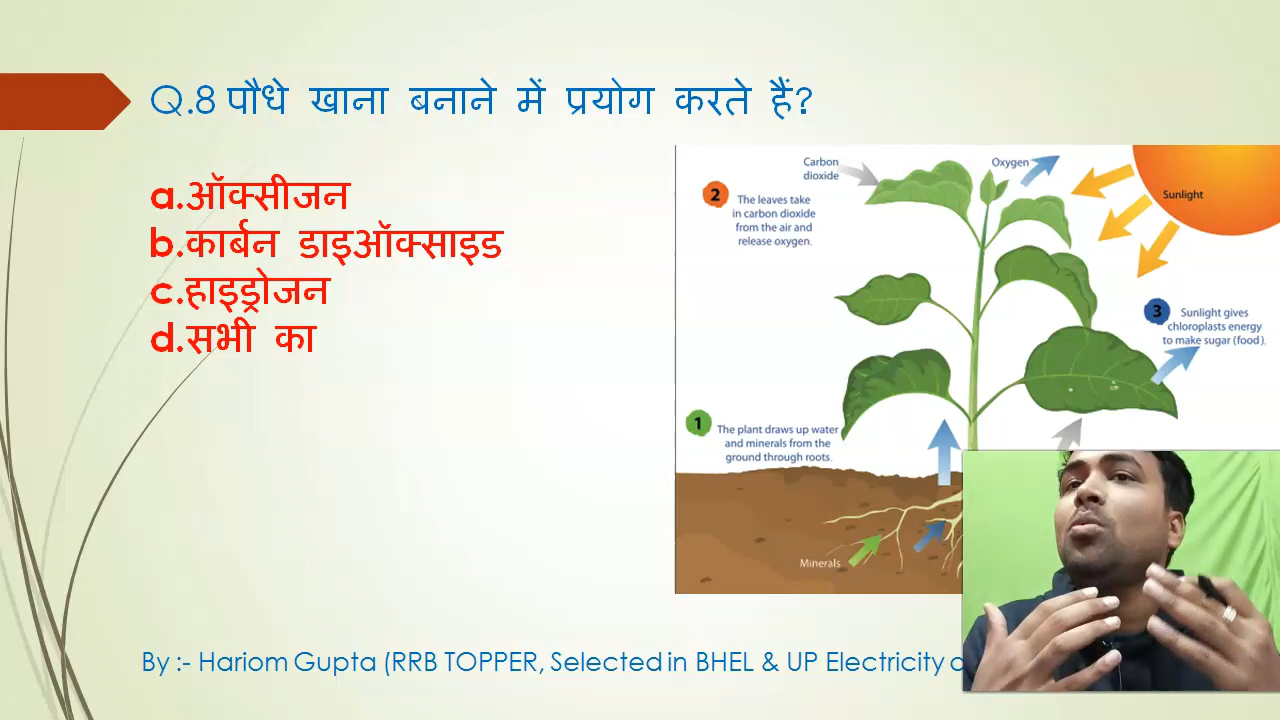 Q.8 पौधे खाना बनाने में प्रयोग करते हैं?
a.ऑक्सीजन
b.कार्बन डाइऑक्साइड
c.हाइड्रोजन
d.सभी का
Carbon
dioxide
Oxygen
Sunlight
2
The leaves take
in carbon dioxide
from the air and
release oxygen.
3
Sunlight gives
chloroplasts energy
to make sugar (food).
1
The plant draws up water
and minerals from the
ground through roots.
Minerals
By :- Hariom Gupta (RRB TOPPER, Selected in BHEL & UP Electricity